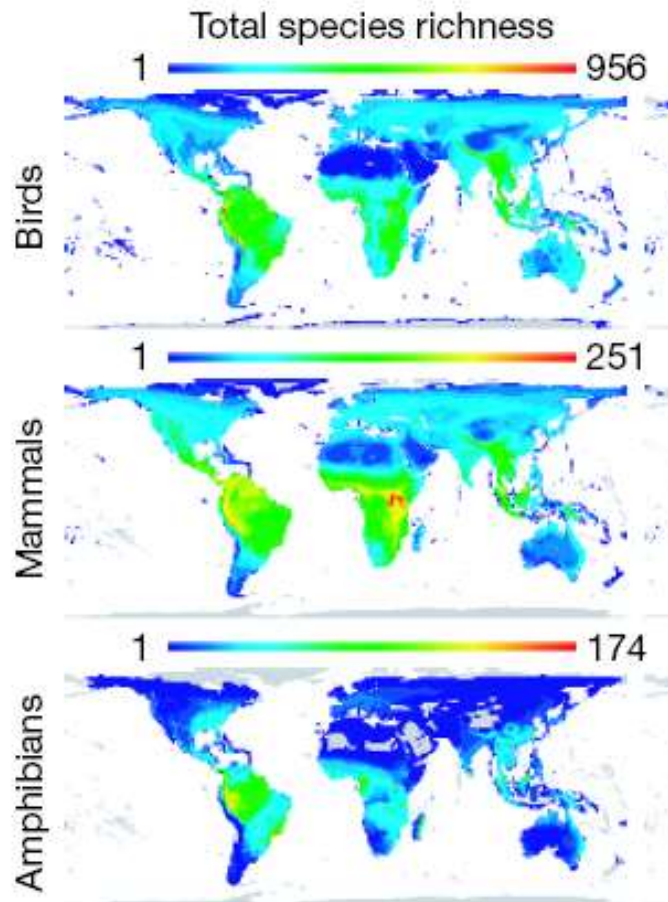 Total species richness
1 956
Birds
1 251
Mammals
1 174
Amphibians